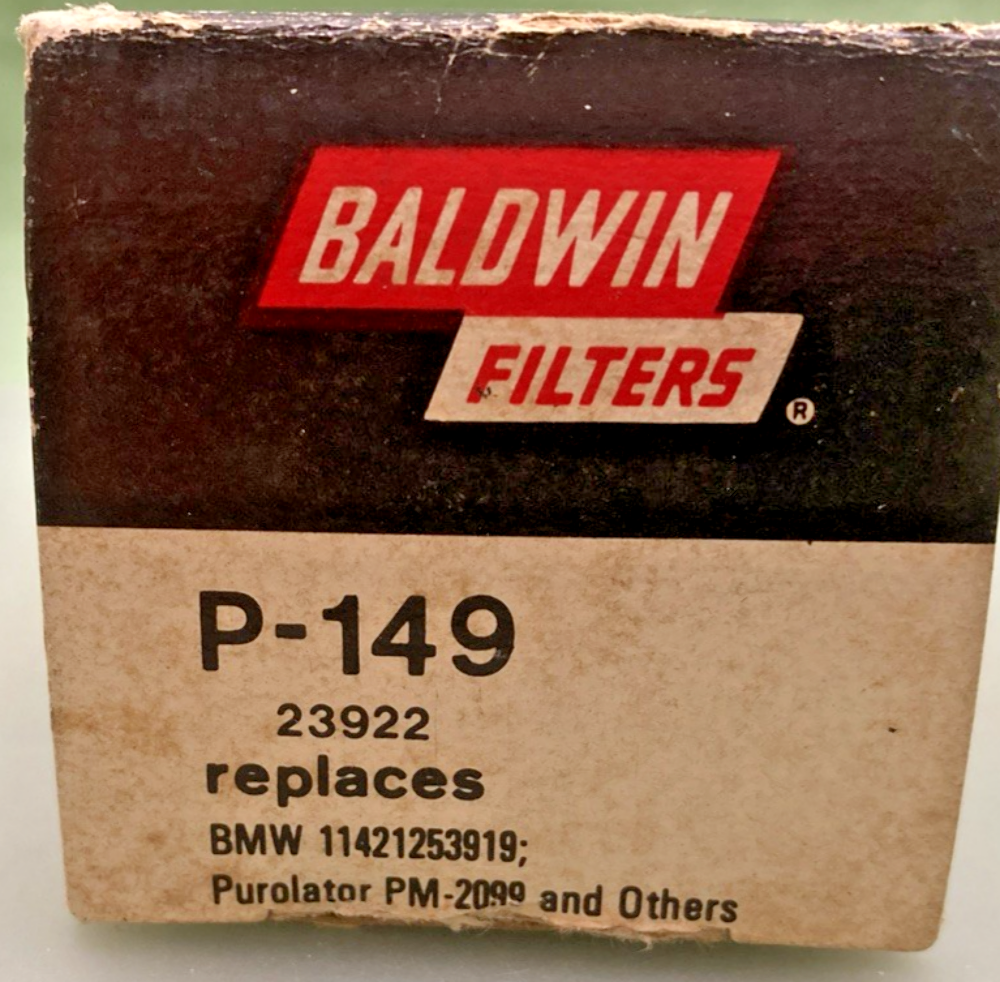 BALDWIN
FILTERS
®
P-149
23922
replaces
BMW 11421253919;
Purolator PM-2099 and Others